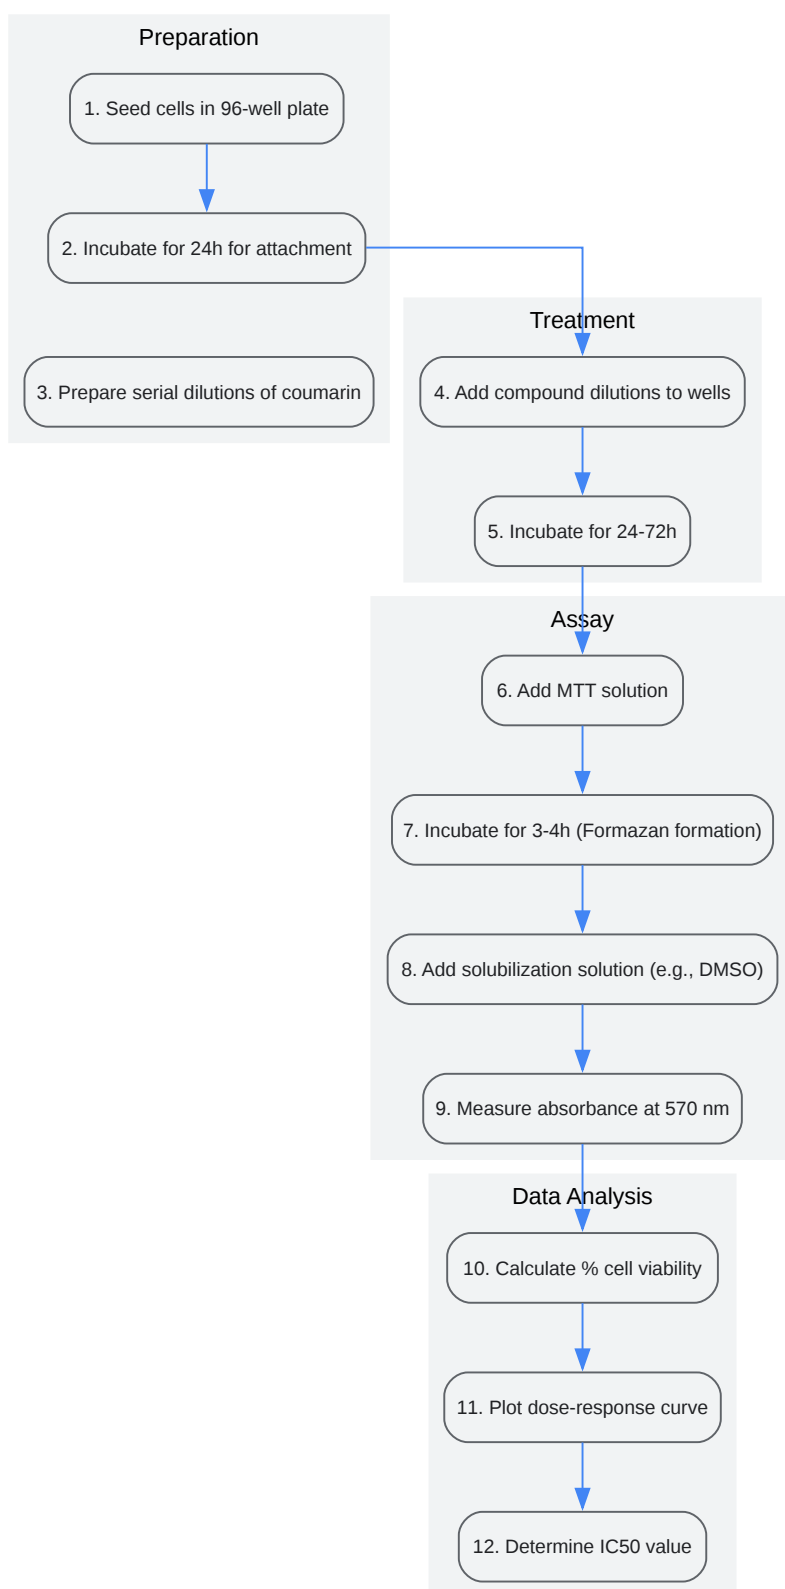 Preparation
1. Seed cells in 96-well plate
2. Incubate for 24h for attachment
3. Prepare serial dilutions of coumarin
Treatment
4. Add compound dilutions to wells
5. Incubate for 24-72h
Assay
6. Add MTT solution
7. Incubate for 3-4h (Formazan formation)
8. Add solubilization solution (e.g., DMSO)
9. Measure absorbance at 570 nm
Data Analysis
10. Calculate % cell viability
11. Plot dose-response curve
12. Determine IC50 value